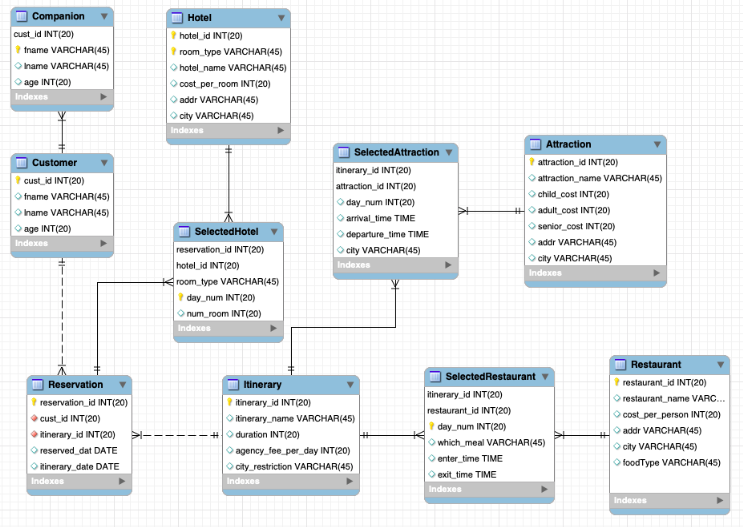 Companion
cust_id INT(20)
fname VARCHAR(45)
lname VARCHAR(45)
age INT(20)
Indexes
Hotel
hotel_id INT(20)
room_type VARCHAR(45)
hotel_name VARCHAR(45)
cost_per_room INT(20)
addr VARCHAR(45)
city VARCHAR(45)
Indexes
Customer
cust_id INT(20)
fname VARCHAR(45)
lname VARCHAR(45)
age INT(20)
Indexes
SelectedAttraction
itinerary_id INT(20)
attraction_id INT(20)
day_num INT(20)
arrival_time TIME
departure_time TIME
city VARCHAR(45)
Indexes
Attraction
attraction_id INT(20)
attraction_name VARCHAR(45)
child_cost INT(20)
adult_cost INT(20)
senior_cost INT(20)
addr VARCHAR(45)
city VARCHAR(45)
Indexes
SelectedHotel
reservation_id INT(20)
hotel_id INT(20)
room_type VARCHAR(45)
day_num INT(20)
num_room INT(20)
Indexes
Reservation
reservation_id INT(20)
cust_id INT(20)
itinerary_id INT(20)
reserved_dat DATE
itinerary_date DATE
Indexes
Itinerary
itinerary_id INT(20)
itinerary_name VARCHAR(45)
duration INT(20)
agency_fee_per_day INT(20)
city_restriction VARCHAR(45)
Indexes
SelectedRestaurant
itinerary_id INT(20)
restaurant_id INT(20)
day_num INT(20)
which_meal VARCHAR(45)
enter_time TIME
exit_time TIME
Indexes
Restaurant
restaurant_id INT(20)
restaurant_name VARC...
cost_per_person INT(20)
addr VARCHAR(45)
city VARCHAR(45)
foodType VARCHAR(45)
Indexes